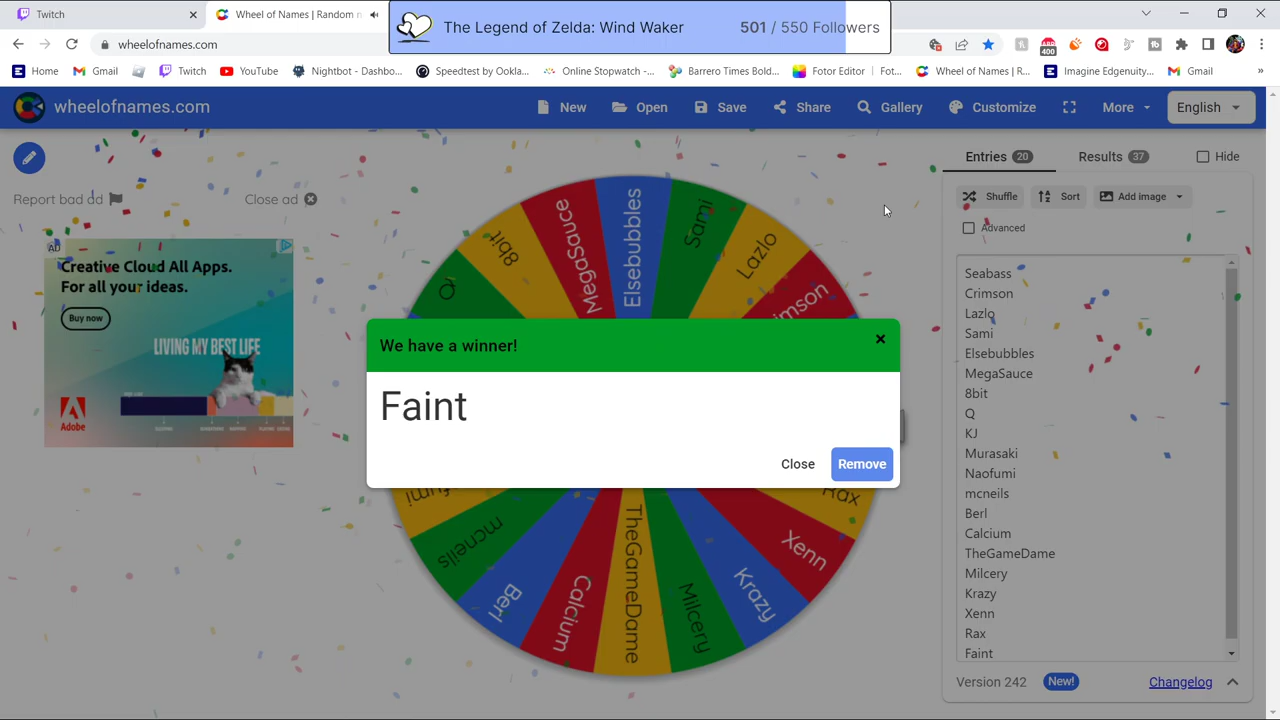 Twitch
Wheel of Names | Random n
The Legend of Zelda: Wind Waker 501 / 550 Followers
wheelofnames.com
400
Home
Gmail
Twitch
YouTube
Nightbot - Dashbo...
Speedtest by Ookla...
Online Stopwatch -...
Barrero Times Bold...
Fotor Editor | Fot...
Wheel of Names | R...
Imagine Edgenuity...
Gmail
»
wheelofnames.com
New
Open
Save
Share
Gallery
Customize
More
English
Report bad ad
Close ad
AD
Creative Cloud All Apps.
For all your ideas.
Buy now
LIVING MY BEST LIFE
Adobe
Q
8bit
MegaSauce
Elsebubbles
Sami
Lazlo
imson
We have a winner!
Faint
Close
Remove
ofumi
mcneils
Berl
Calcium
TheGameDame
Milcery
Krazy
Xenn
Rax
Entries 20
Results 37
Hide
Shuffle
Sort
Add image
Advanced
Seabass
Crimson
Lazlo
Sami
Elsebubbles
MegaSauce
8bit
Q
KJ
Murasaki
Naofumi
mcneils
Berl
Calcium
TheGameDame
Milcery
Krazy
Xenn
Rax
Faint
Version 242
New!
Changelog